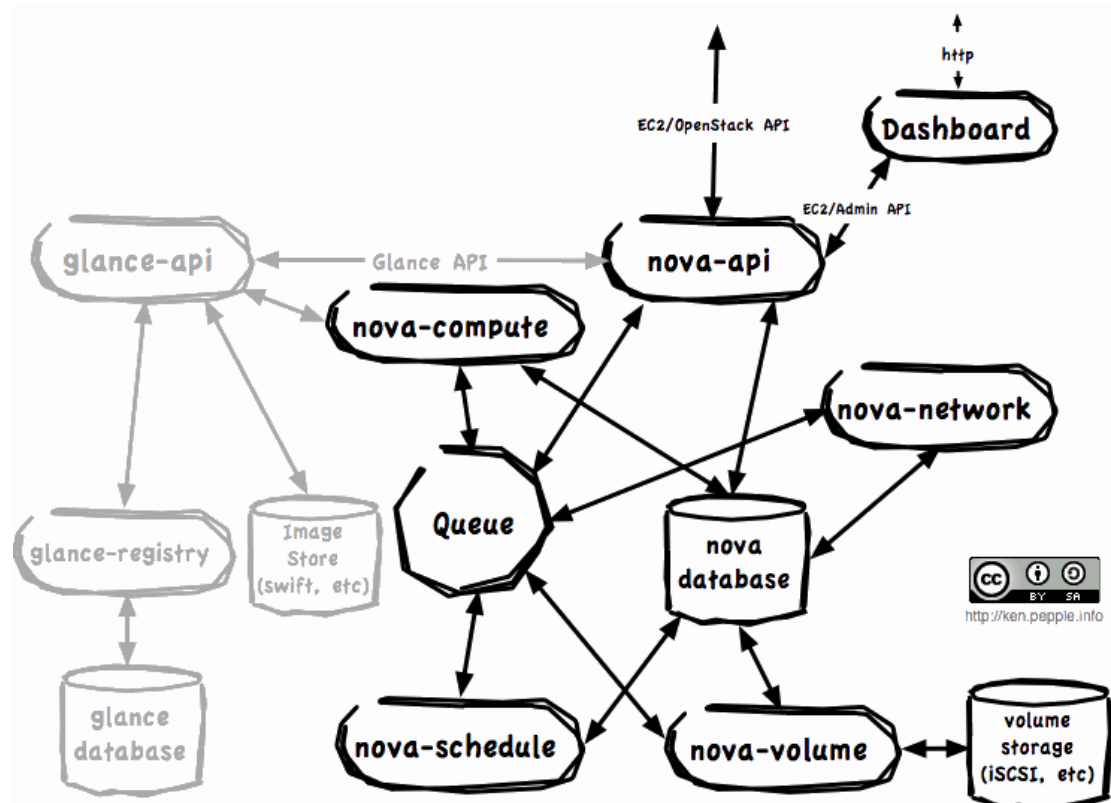 http
Dashboard
EC2/OpenStack API
EC2/Admin API
glance-api
Glance API
nova-api
nova-compute
nova-network
Queue
Image
Store
(swift, etc)
glance-registry
nova
database
cc
BY SA
http://ken.pepple.info
glance
database
nova-schedule
nova-volume
volume
storage
(iSCSI, etc)